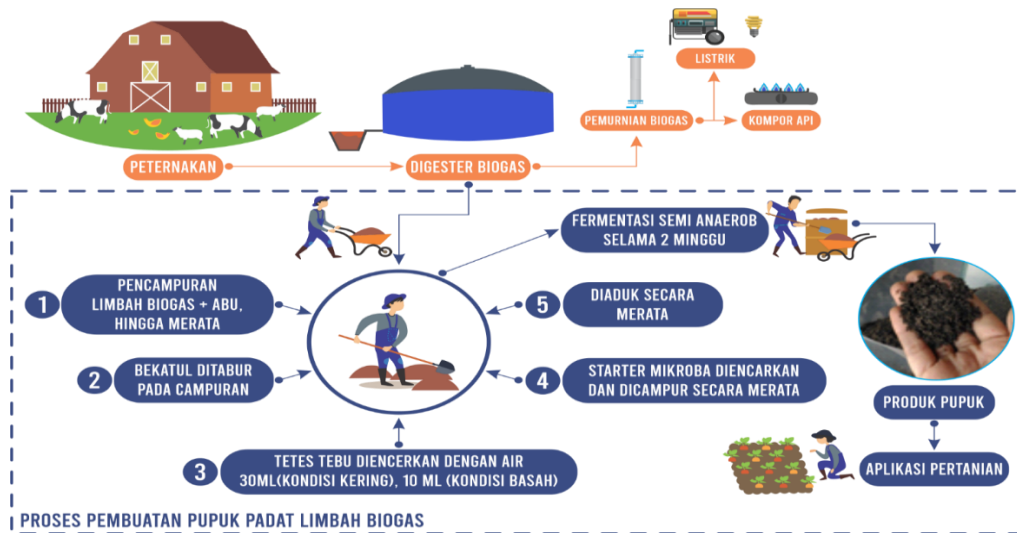 LISTRIK
PEMURNIAN BIOGAS
KOMPOR API
PETERNAKAN
DIGESTER BIOGAS
FERMENTASI SEMI ANAEROB
SELAMA 2 MINGGU
1
PENCAMPURAN
LIMBAH BIOGAS + ABU,
HINGGA MERATA
5
DIADUK SECARA
MERATA
2
BEKATUL DITABUR
PADA CAMPURAN
4
STARTER MIKROBA DIENCARKAN
DAN DICAMPUR SECARA MERATA
PRODUK PUPUK
3
TETES TEBU DIENCERKAN DENGAN AIR
30ML(KONDISI KERING), 10 ML (KONDISI BASAH)
APLIKASI PERTANIAN
PROSES PEMBUATAN PUPUK PADAT LIMBAH BIOGAS